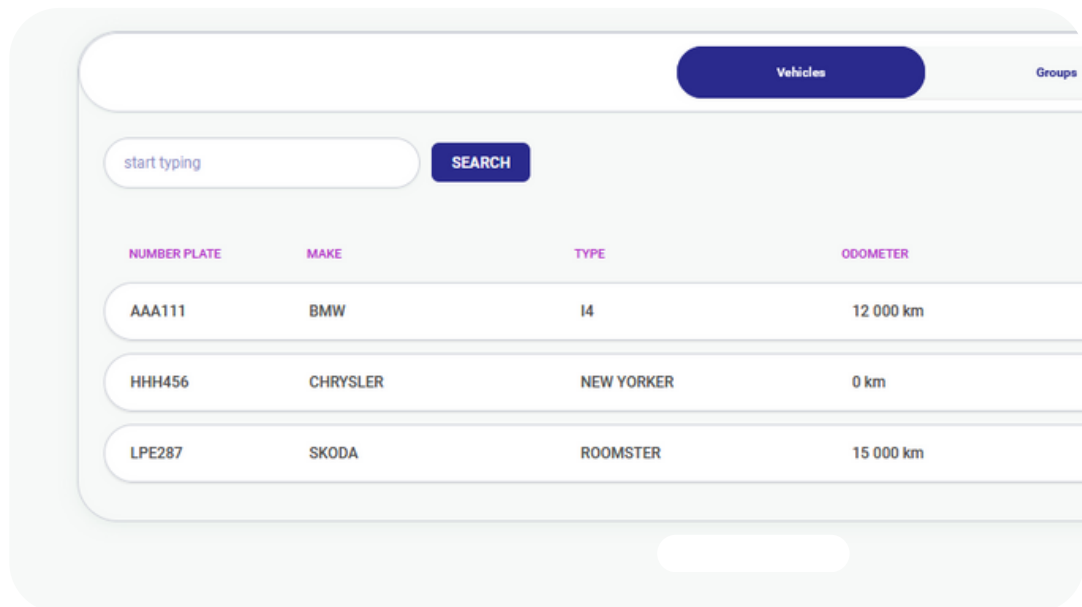 Vehicles Groups
start typing SEARCH
NUMBER PLATE MAKE TYPE ODOMETER
AAA111 BMW I4 12 000 km
HHH456 CHRYSLER NEW YORKER 0 km
LPE287 SKODA ROOMSTER 15 000 km